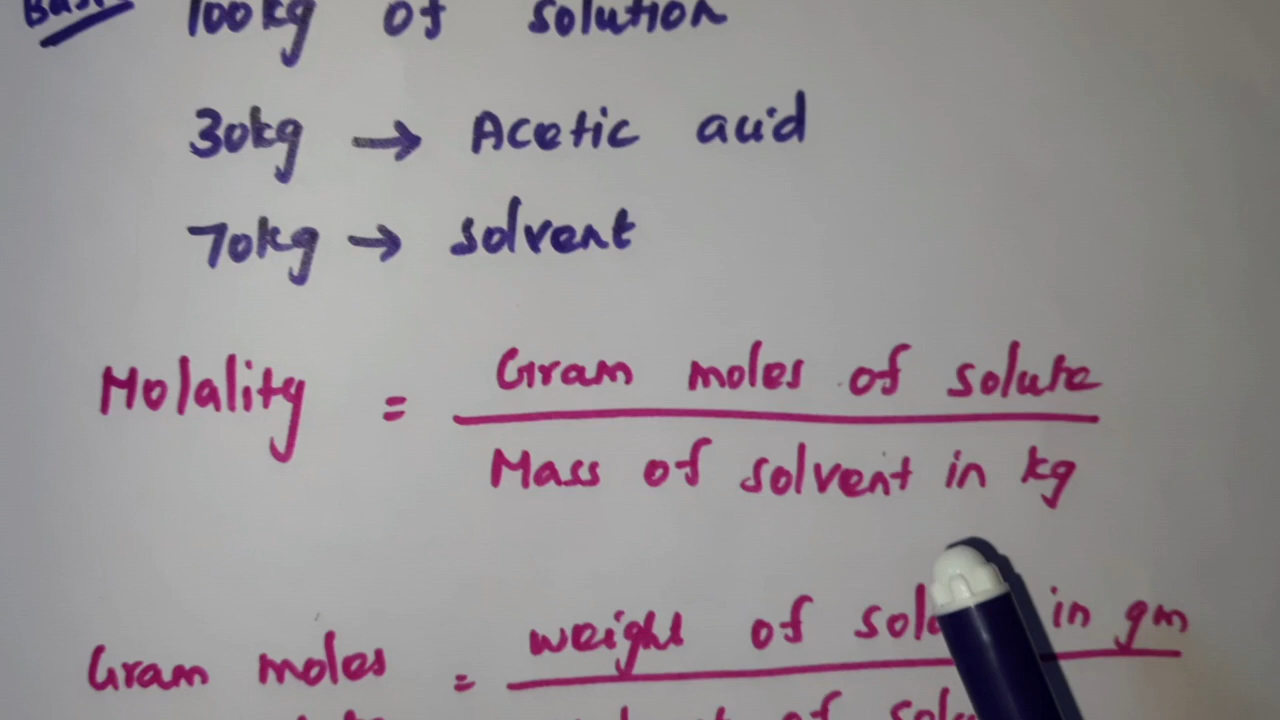 100kg of solution
30kg → Acetic acid
70kg → solvent
Molality = Gram moles of solute
Mass of solvent in kg
Gram moles = weight of in gm
of